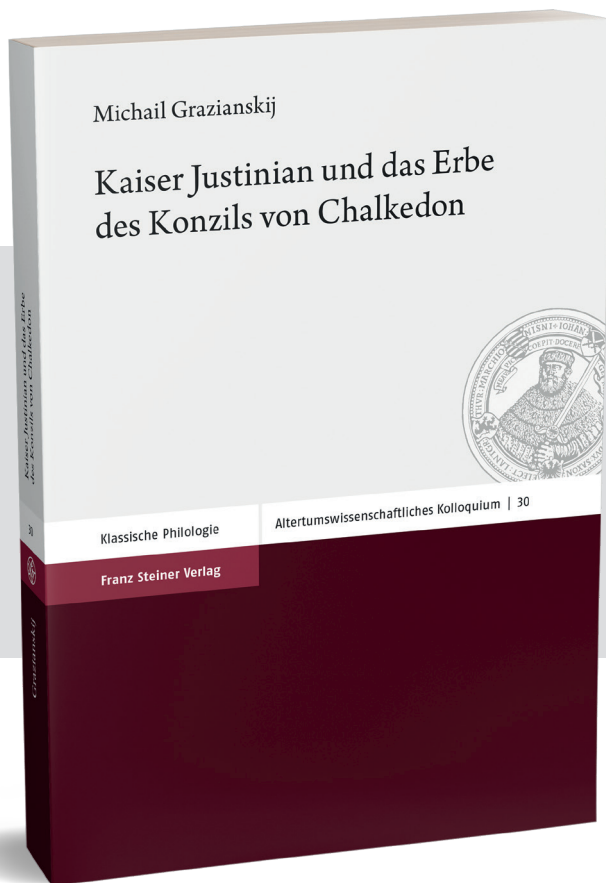 Michail Grazianskij
Kaiser Justinian und das Erbe
des Konzils von Chalkedon
Klassische Philologie
Altertumswissenschaftliches Kolloquium | 30
Franz Steiner Verlag
Kaiser Justinian und das Erbe
des Konzils von Chalkedon
30
Grazianskij